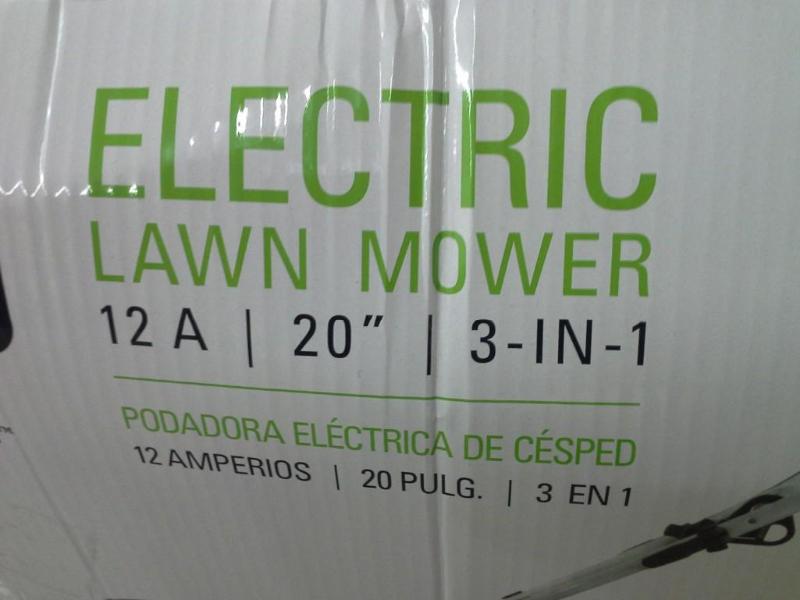 ELECTRIC
LAWN MOWER
12 A | 20” | 3-IN-1
PODADORA ELÉCTRICA DE CÉSPED
12 AMPERIOS | 20 PULG. | 3 EN 1
TM